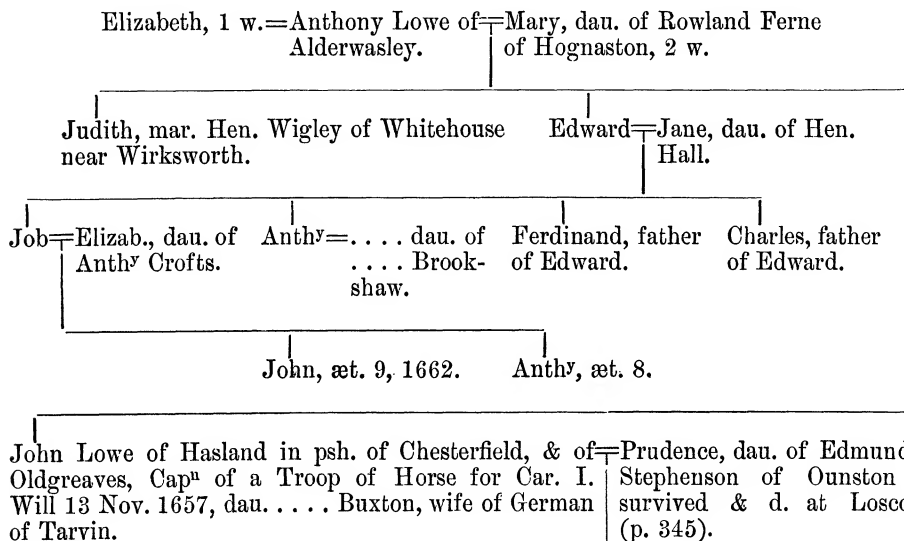 Elizabeth, 1 w.=Anthony Lowe of=Mary, dau. of Rowland Ferne
Alderwasley. of Hognaston, 2 w.
Judith, mar. Hen. Wigley of Whitehouse Edward=Jane, dau. of Hen.
near Wirksworth. Hall.
Job=Elizab., dau. of Anthʸ=.... dau. of Ferdinand, father Charles, father
Anthʸ Crofts. .... Brook- of Edward. of Edward.
shaw.
John, æt. 9, 1662. Anthʸ, æt. 8.
John Lowe of Hasland in psh. of Chesterfield, & of=Prudence, dau. of Edmund
Oldgreaves, Capⁿ of a Troop of Horse for Car. I. Stephenson of Ounston
Will 13 Nov. 1657, dau..... Buxton, wife of German survived & d. at Losco
of Tarvin. (p. 345).